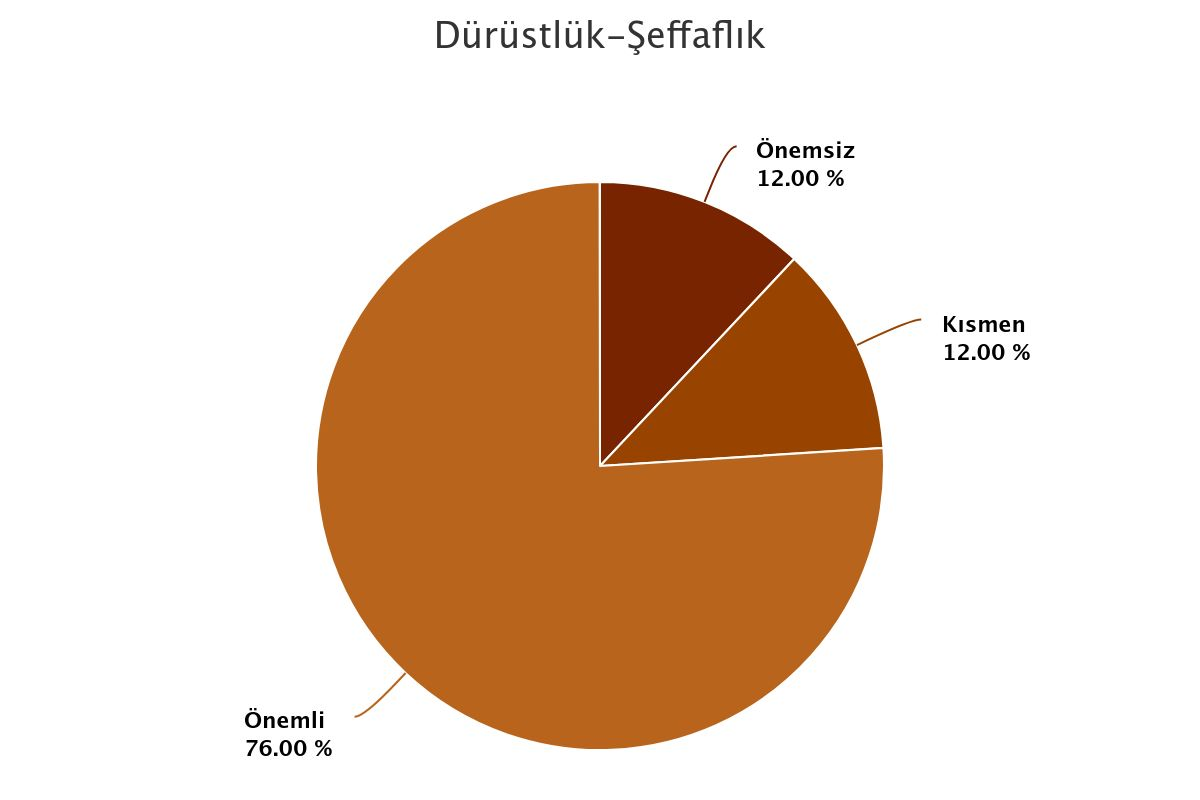 Dürüstlük-Şeffaflık
Önemsiz
12.00 %
Kısmen
12.00 %
Önemli
76.00 %